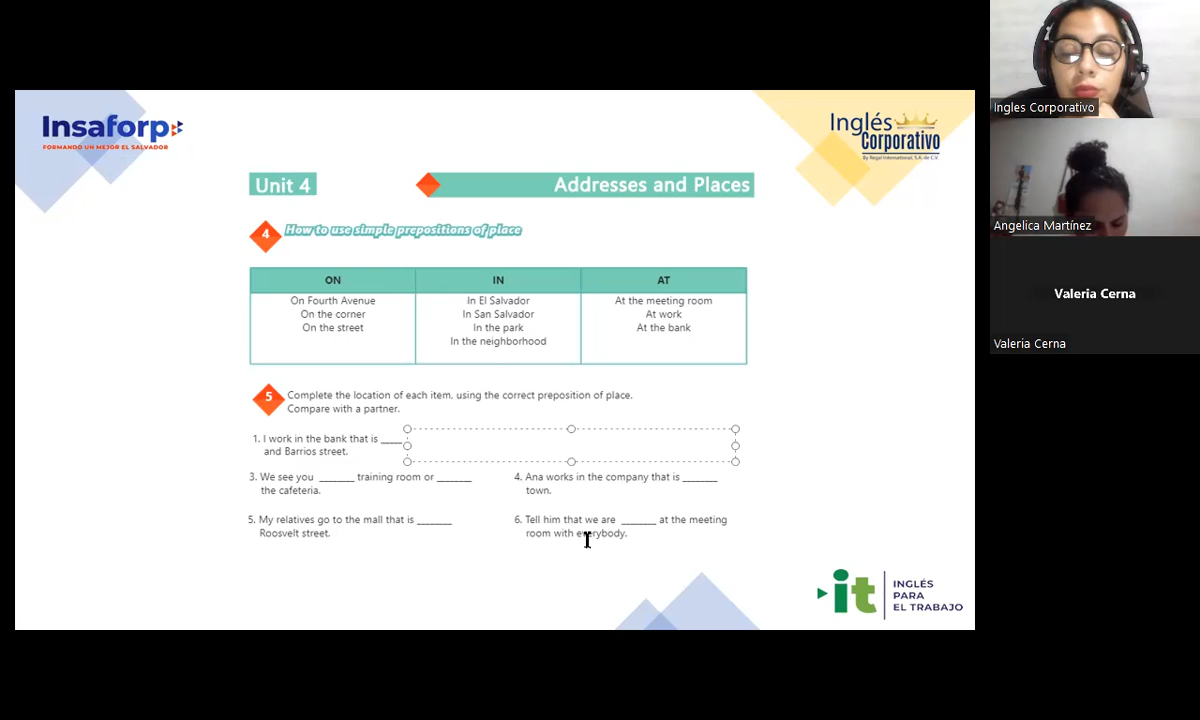 Insaforp
FORMANDO UN MEJOR EL SALVADOR
Inglés
Corporativo
By Regal International, S.A. de C.V.
Unit 4
Addresses and Places
4
How to use simple prepositions of place
ON
IN
AT
On Fourth Avenue
On the corner
On the street
In El Salvador
In San Salvador
In the park
In the neighborhood
At the meeting room
At work
At the bank
5
Complete the location of each item, using the correct preposition of place.
Compare with a partner.
1. I work in the bank that is ____
and Barrios street.
3. We see you ______ training room or ______
the cafeteria.
4. Ana works in the company that is ______
town.
5. My relatives go to the mall that is ______
Roosvelt street.
6. Tell him that we are ______ at the meeting
room with everybody.
it
INGLÉS
PARA
EL TRABAJO
Ingles Corporativo
Angelica Martínez
Valeria Cerna
Valeria Cerna